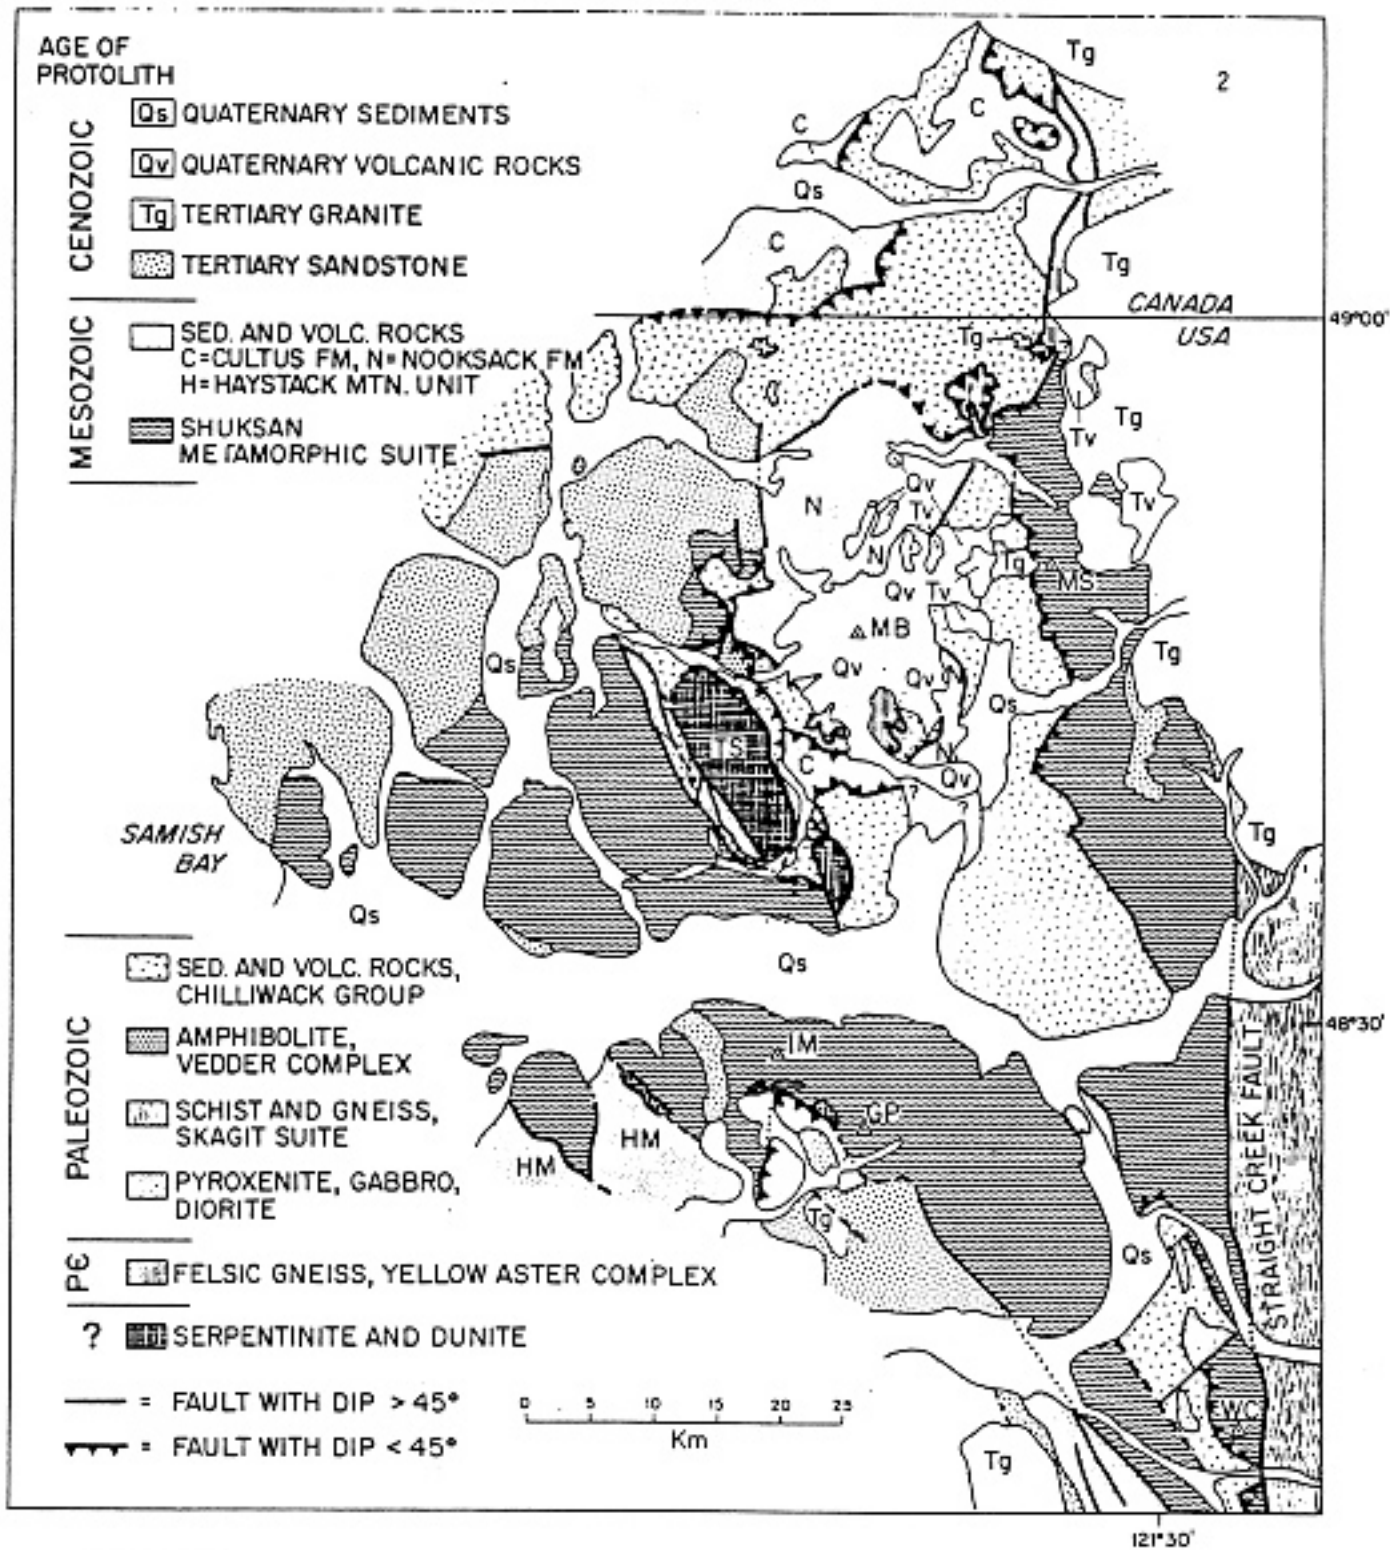 AGE OF
PROTOLITH
CENOZOIC
Qs QUATERNARY SEDIMENTS
Qv QUATERNARY VOLCANIC ROCKS
Tg TERTIARY GRANITE
TERTIARY SANDSTONE
MESOZOIC
SED. AND VOLC. ROCKS
C=CULTUS FM, N=NOOKSACK FM
H=HAYSTACK MTN. UNIT
SHUKSAN
METAMORPHIC SUITE
Tg
2
C
C
Qs
C
Tg
CANADA
49°00'
USA
Tg
Tg
Tv
Qv
Tv
N
Tv
N
Tg
MS
Qv Tv
MB
Tg
Qs
Qv
Qv
N
Qs
TS
C
N
Qv
?
?
SAMISH
BAY
Tg
Qs
Qs
PALEOZOIC
SED. AND VOLC. ROCKS,
CHILLIWACK GROUP
AMPHIBOLITE,
VEDDER COMPLEX
SCHIST AND GNEISS,
SKAGIT SUITE
PYROXENITE, GABBRO,
DIORITE
48°30'
IM
GP
HM
HM
Tg
Qs
STRAIGHT CREEK FAULT
P€
FELSIC GNEISS, YELLOW ASTER COMPLEX
? SERPENTINITE AND DUNITE
= FAULT WITH DIP > 45°
= FAULT WITH DIP < 45°
0 5 10 15 20 25
Km
WC
Tg
121°30'